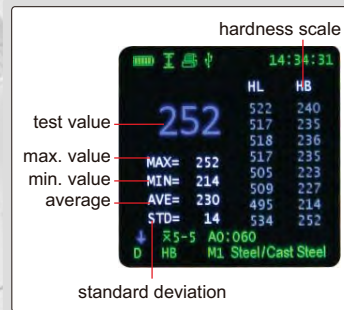 hardness scale
14:34:31
HL HB
522 240
517 235
518 236
517 235
505 223
509 227
495 214
534 252
test value
252
max. value
MAX= 252
min. value
MIN= 214
average
AVE= 230
STD= 14
x̅5-5 A0:060
D HB M1 Steel/Cast Steel
standard deviation